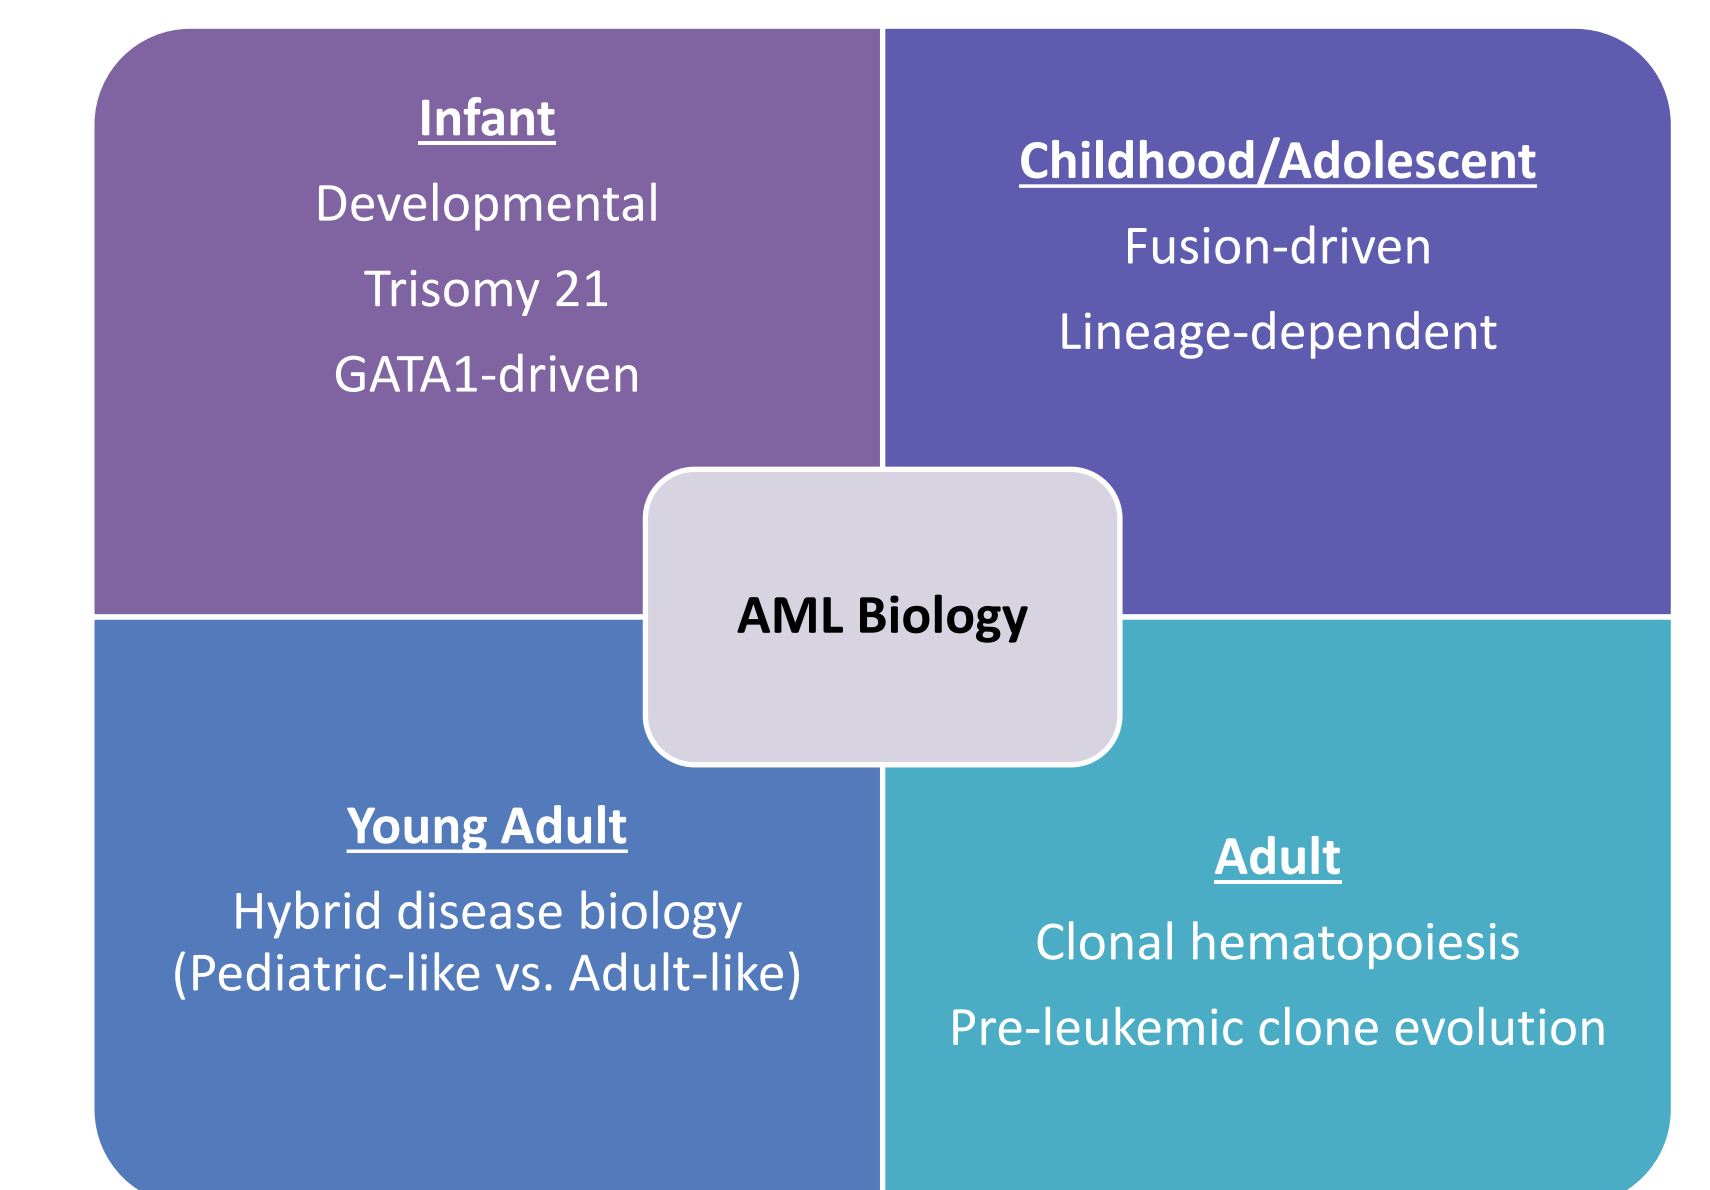 Infant
Developmental
Trisomy 21
GATA1-driven
Childhood/Adolescent
Fusion-driven
Lineage-dependent
AML Biology
Young Adult
Hybrid disease biology
(Pediatric-like vs. Adult-like)
Adult
Clonal hematopoiesis
Pre-leukemic clone evolution